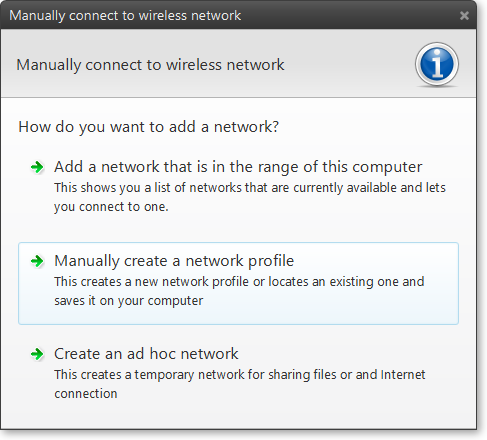 Manually connect to wireless network
Manually connect to wireless network
How do you want to add a network?
Add a network that is in the range of this computer
This shows you a list of networks that are currently available and lets
you connect to one.
Manually create a network profile
This creates a new network profile or locates an existing one and
saves it on your computer
Create an ad hoc network
This creates a temporary network for sharing files or and Internet
connection